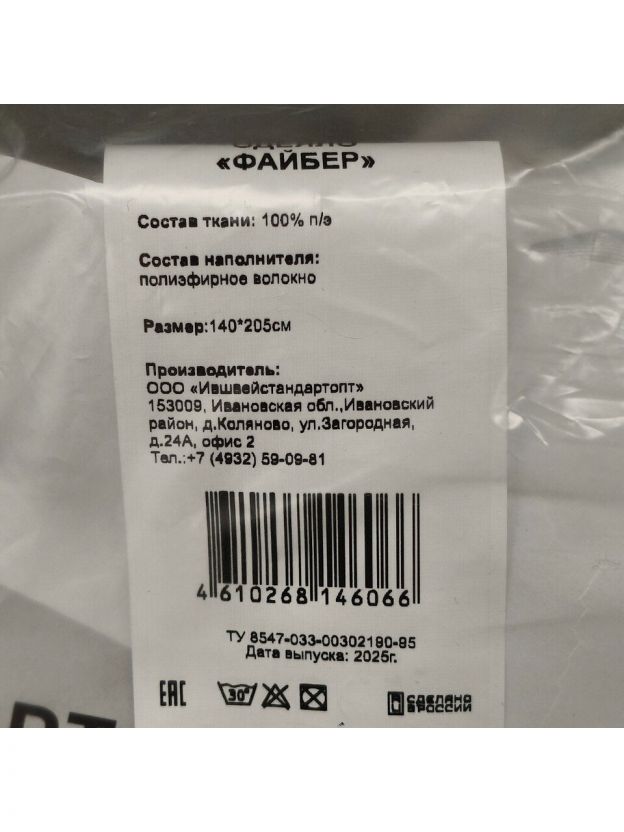 ОДЕЯЛО
«ФАЙБЕР»
Состав ткани: 100% п/э
Состав наполнителя:
полиэфирное волокно
Размер:140*205см
Производитель:
ООО «Ившвейстандартопт»
153009, Ивановская обл.,Ивановский
район, д.Коляново, ул.Загородная,
д.24А, офис 2
Тел.:+7 (4932) 59-09-81
4 610268 146066
ТУ 8547-033-00302190-95
Дата выпуска: 2025г.
ЕАС 30° СДЕЛАНО
В РОССИИ